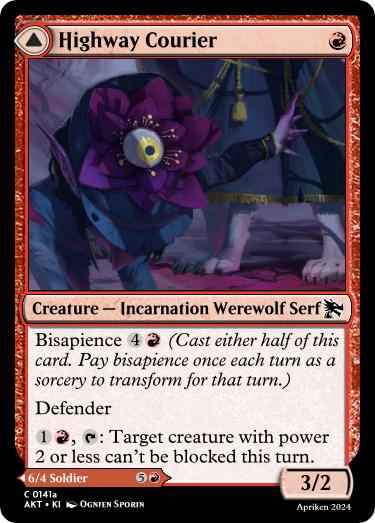 Highway Courier
Creature — Incarnation Werewolf Serf
Bisapience 4 (Cast either half of this
card. Pay bisapience once each turn as a
sorcery to transform for that turn.)
Defender
1 , : Target creature with power
2 or less can't be blocked this turn.
6/4 Soldier 5
3/2
C 0141a
AKT • KI Ognien Sporin
Apriken 2024